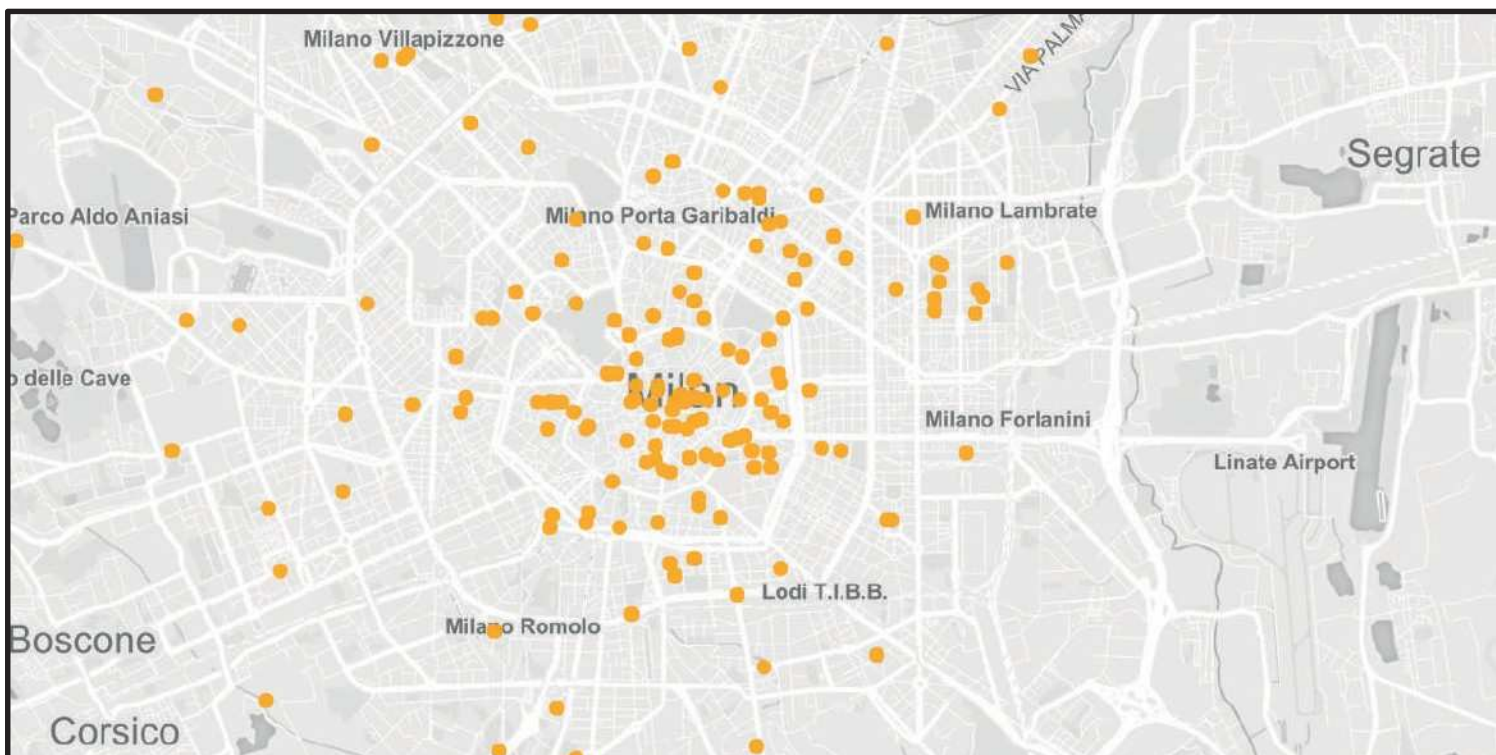 Milano Villapizzone
VIA PALMA
Segrate
Parco Aldo Aniasi
Milano Porta Garibaldi
Milano Lambrate
o delle Cave
Milan
Milano Forlanini
Linate Airport
Lodi T.I.B.B.
Milano Romolo
Boscone
Corsico